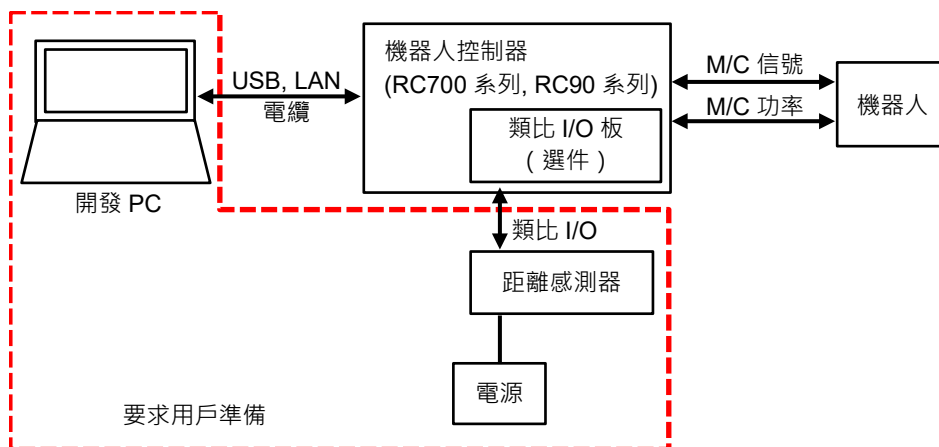 機器人控制器
(RC700 系列, RC90 系列)
類比 I/O 板
( 選件 )
USB, LAN
電纜
M/C 信號
M/C 功率
機器人
開發 PC
類比 I/O
距離感測器
電源
要求用戶準備